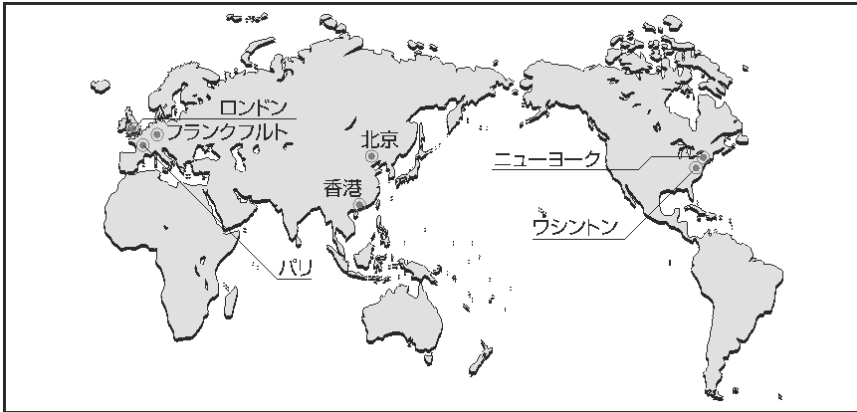 ロンドン
フランクフルト
北京
ニューヨーク
香港
ワシントン
パリ